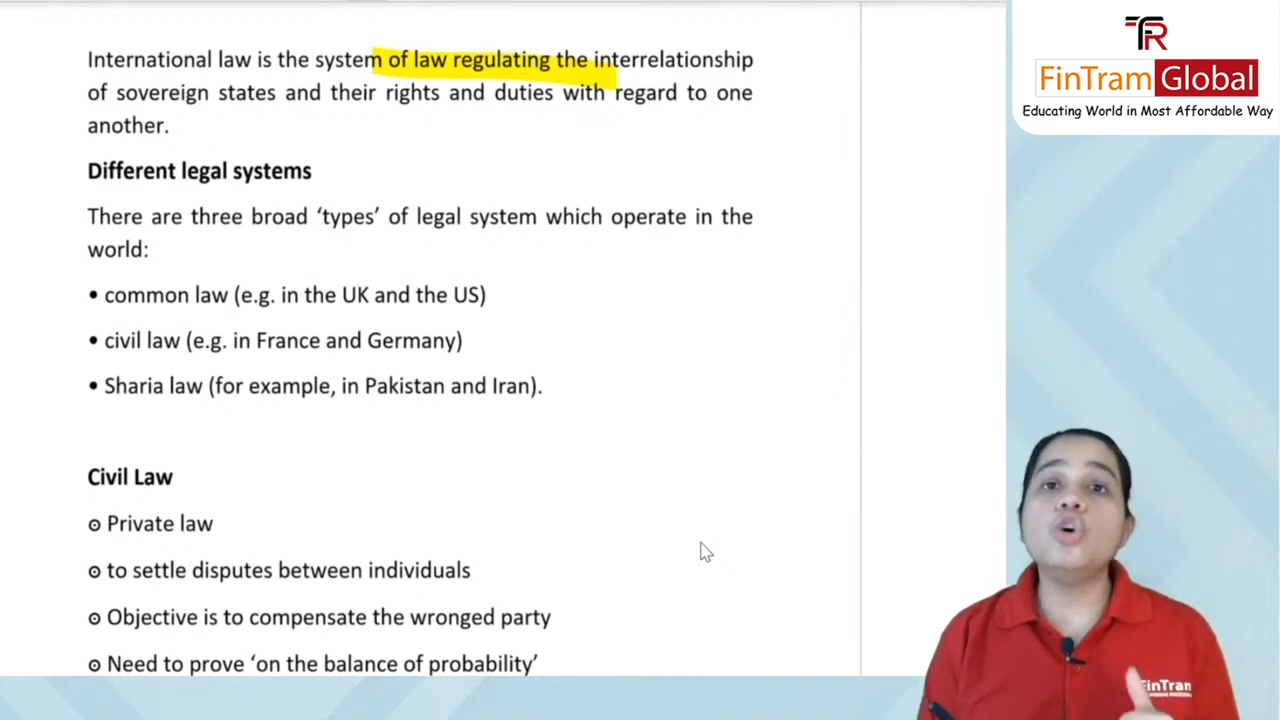 International law is the system of law regulating the interrelationship
of sovereign states and their rights and duties with regard to one
another.
Different legal systems
There are three broad ‘types’ of legal system which operate in the
world:
• common law (e.g. in the UK and the US)
• civil law (e.g. in France and Germany)
• Sharia law (for example, in Pakistan and Iran).
Civil Law
⊙ Private law
⊙ to settle disputes between individuals
⊙ Objective is to compensate the wronged party
⊙ Need to prove ‘on the balance of probability’
TR
FinTram Global
Educating World in Most Affordable Way
FinTram